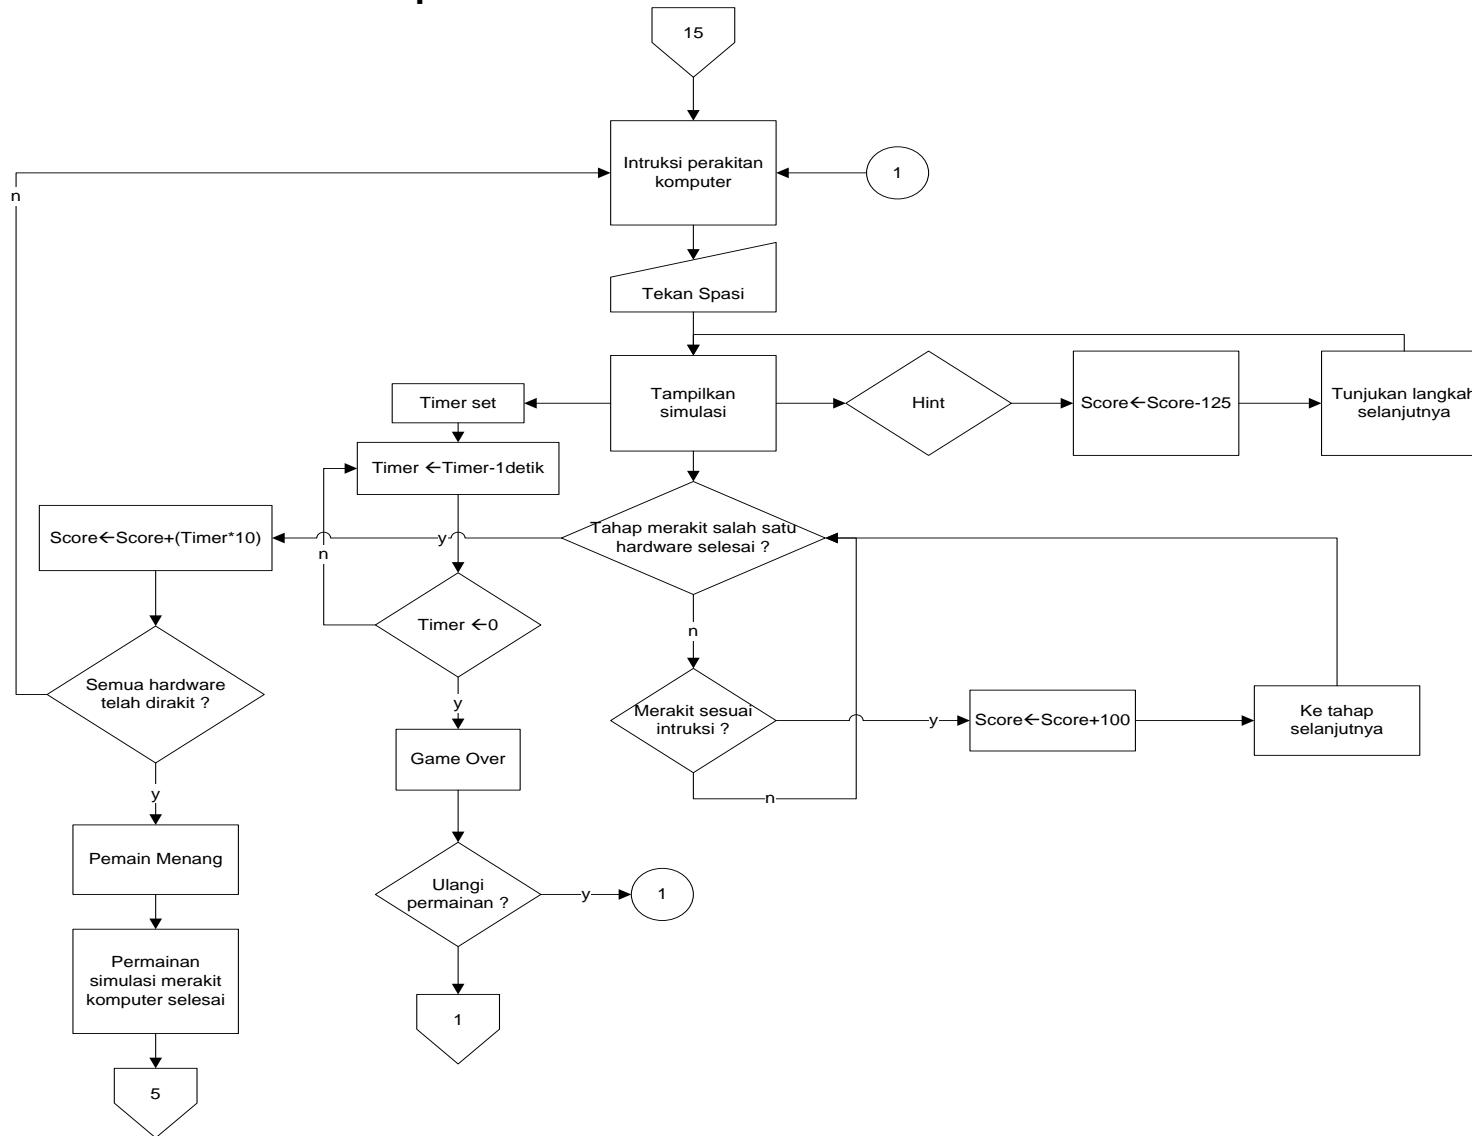 15
Intruksi perakitan
komputer
1
n
Tekan Spasi
Timer set
Tampilkan
simulasi
Hint
Score←Score-125
Tunjukan langkah
selanjutnya
Timer ←Timer-1detik
Score←Score+(Timer*10)
y
n
Tahap merakit salah satu
hardware selesai ?
Timer ←0
n
Semua hardware
telah dirakit ?
y
Merakit sesuai
intruksi ?
y
Score←Score+100
Ke tahap
selanjutnya
Game Over
n
y
Pemain Menang
Ulangi
permainan ?
y
1
Permainan
simulasi merakit
komputer selesai
1
5